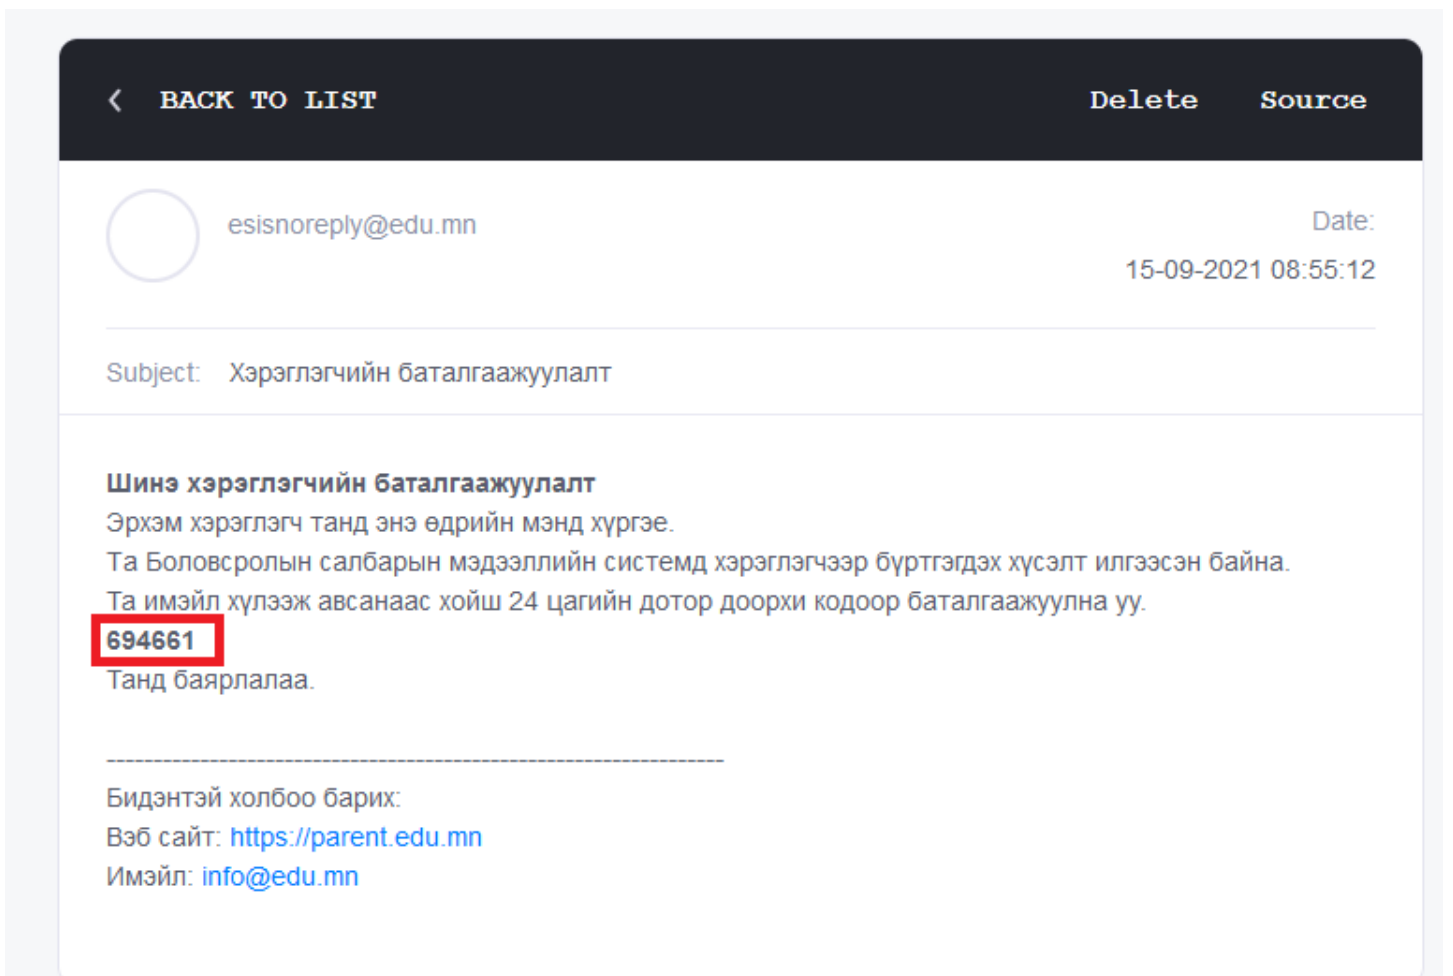 BACK TO LIST Delete Source
esisnoreply@edu.mn
Date:
15-09-2021 08:55:12
Subject: Хэрэглэгчийн баталгаажуулалт
Шинэ хэрэглэгчийн баталгаажуулалт
Эрхэм хэрэглэгч танд энэ өдрийн мэнд хүргэе.
Та Боловсролын салбарын мэдээллийн системд хэрэглэгчээр бүртгэгдэх хүсэлт илгээсэн байна.
Та имэйл хүлээж авсанаас хойш 24 цагийн дотор доорхи кодоор баталгаажуулна уу.
694661
Танд баярлалаа.
------------------------------------------------------------------
Бидэнтэй холбоо барих:
Вэб сайт: https://parent.edu.mn
Имэйл: info@edu.mn